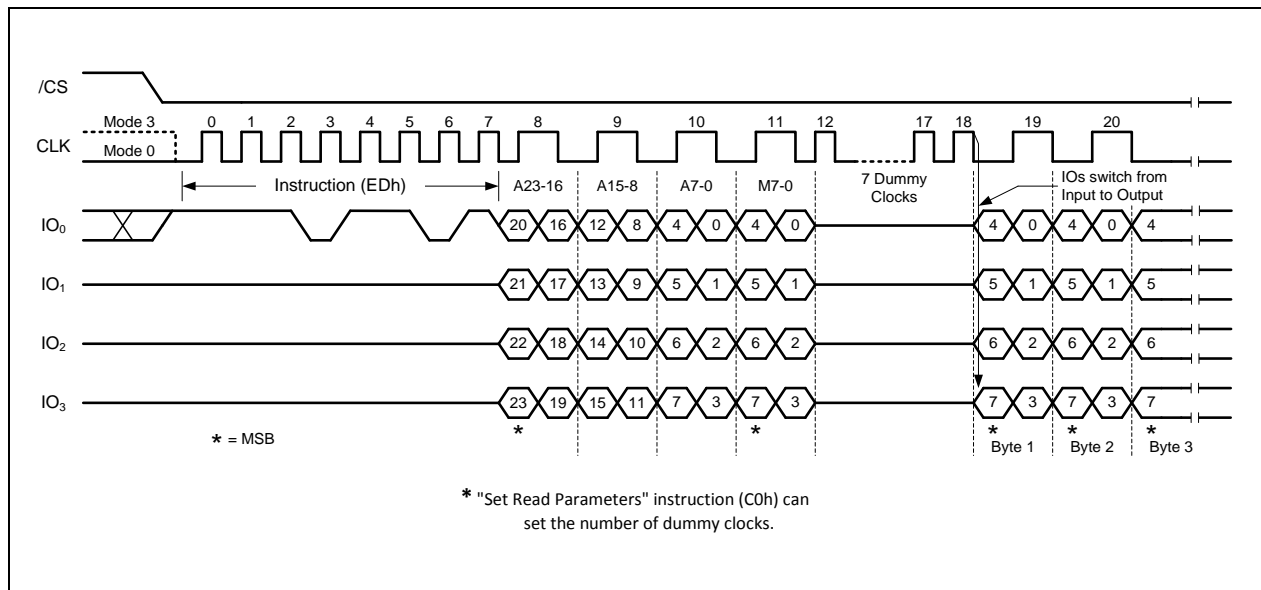 /CS
Mode 3 0 1 2 3 4 5 6 7 8 9 10 11 12 17 18 19 20
CLK
Mode 0
Instruction (EDh) A23-16 A15-8 A7-0 M7-0 7 Dummy Clocks IOs switch from
Input to Output
IO₀ 20 16 12 8 4 0 4 0 4 0 4 0 4
IO₁ 21 17 13 9 5 1 5 1 5 1 5 1 5
IO₂ 22 18 14 10 6 2 6 2 6 2 6 2 6
IO₃ 23 19 15 11 7 3 7 3 7 3 7 3 7
* * * * *
* = MSB Byte 1 Byte 2 Byte 3
* "Set Read Parameters" instruction (C0h) can
set the number of dummy clocks.